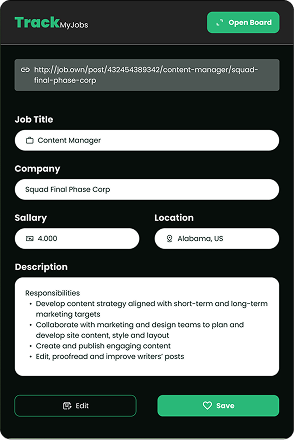 TrackMyJobs
Open Board
http://job.own/post/432454389342/content-manager/squad-
final-phase-corp
Job Title
Content Manager
Company
Squad Final Phase Corp
Sallary
Location
4.000
Alabama, US
Description
Responsibilities
• Develop content strategy aligned with short-term and long-term
marketing targets
• Collaborate with marketing and design teams to plan and
develop site content, style and layout
• Create and publish engaging content
• Edit, proofread and improve writers' posts
Edit
Save